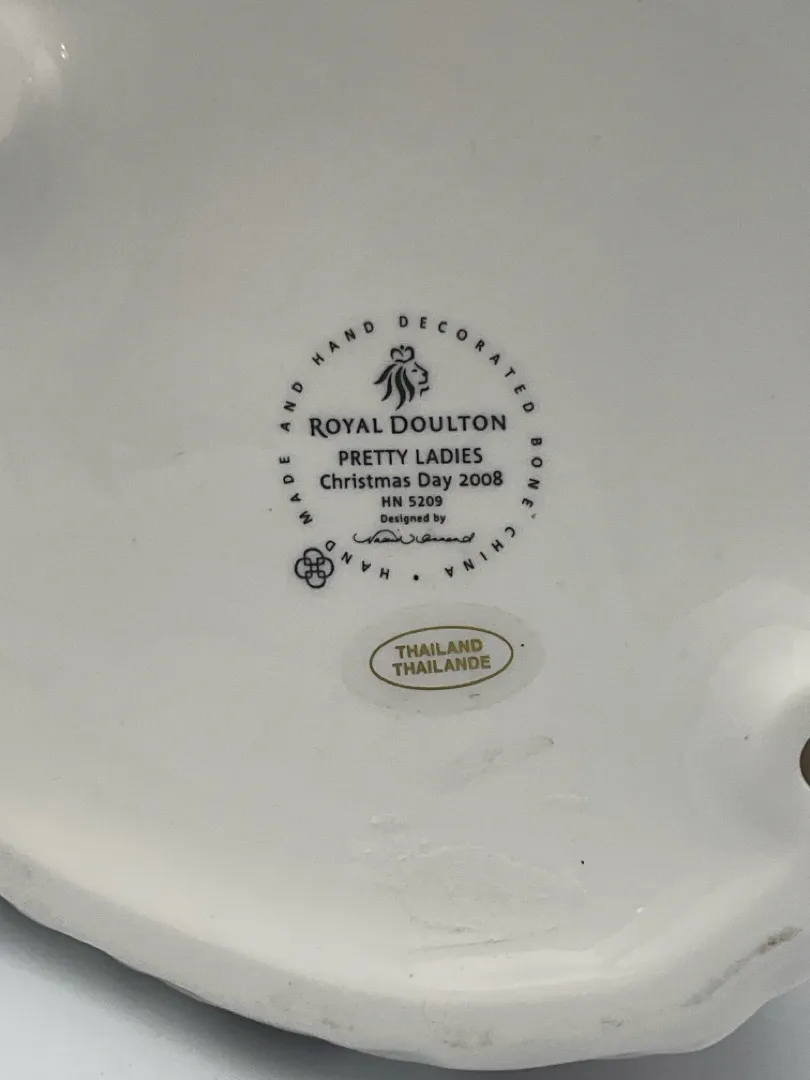 HAND MADE AND HAND DECORATED BONE CHINA •
ROYAL DOULTON
PRETTY LADIES
Christmas Day 2008
HN 5209
Designed by
THAILAND
THAILANDE